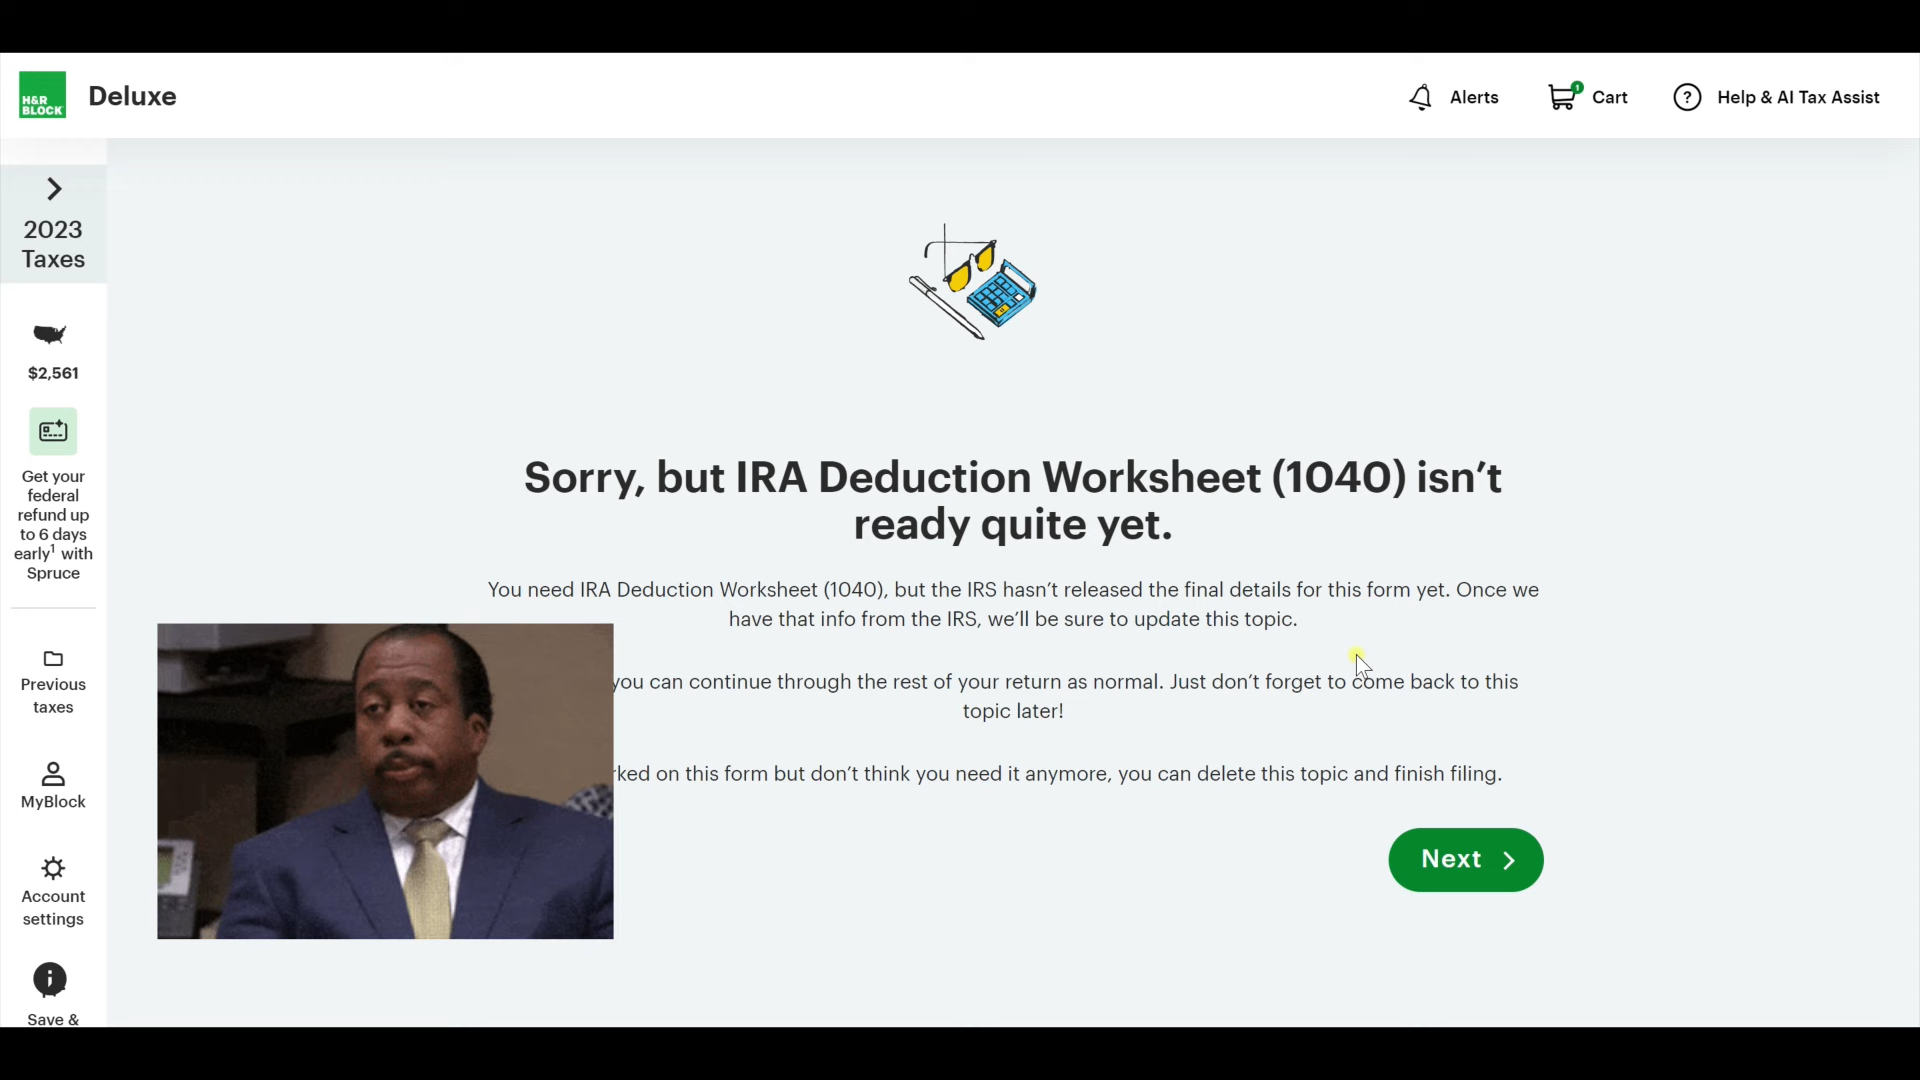 H&R
BLOCK
Deluxe
Alerts
1
Cart
?
Help & AI Tax Assist
2023
Taxes
$2,561
Get your
federal
refund up
to 6 days
early1 with
Spruce
Previous
taxes
MyBlock
Account
settings
Save &
Sorry, but IRA Deduction Worksheet (1040) isn’t
ready quite yet.
You need IRA Deduction Worksheet (1040), but the IRS hasn’t released the final details for this form yet. Once we
have that info from the IRS, we’ll be sure to update this topic.
you can continue through the rest of your return as normal. Just don’t forget to come back to this
topic later!
rked on this form but don’t think you need it anymore, you can delete this topic and finish filing.
Next